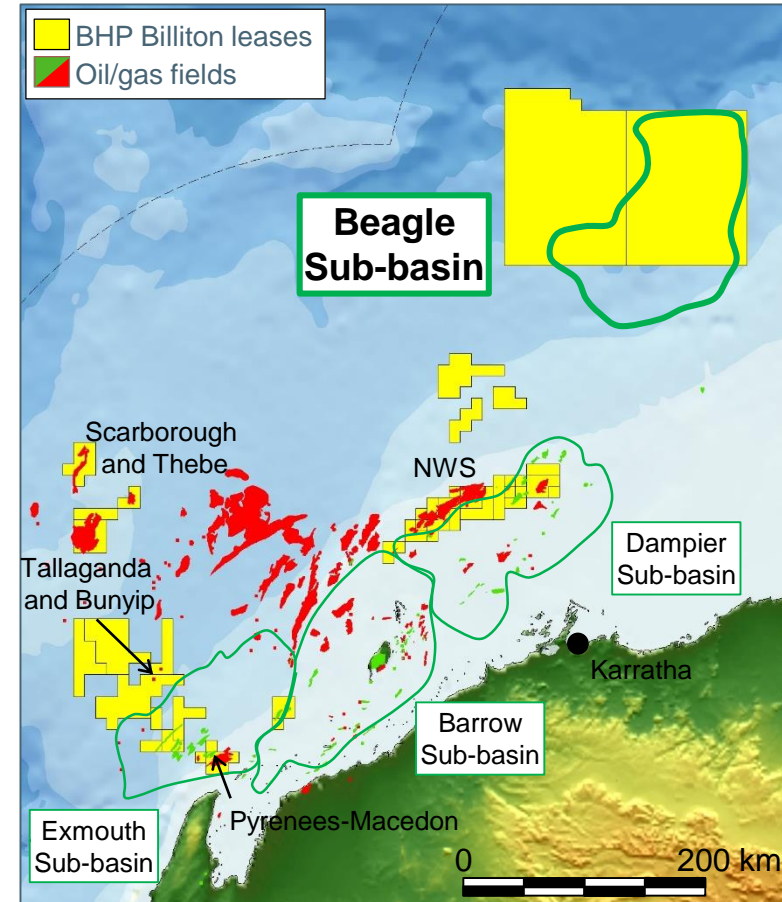 BHP Billiton leases
Oil/gas fields
Beagle
Sub-basin
Scarborough
and Thebe
NWS
Tallaganda
and Bunyip
Dampier
Sub-basin
Karratha
Barrow
Sub-basin
Pyrenees-Macedon
Exmouth
Sub-basin
0 200 km